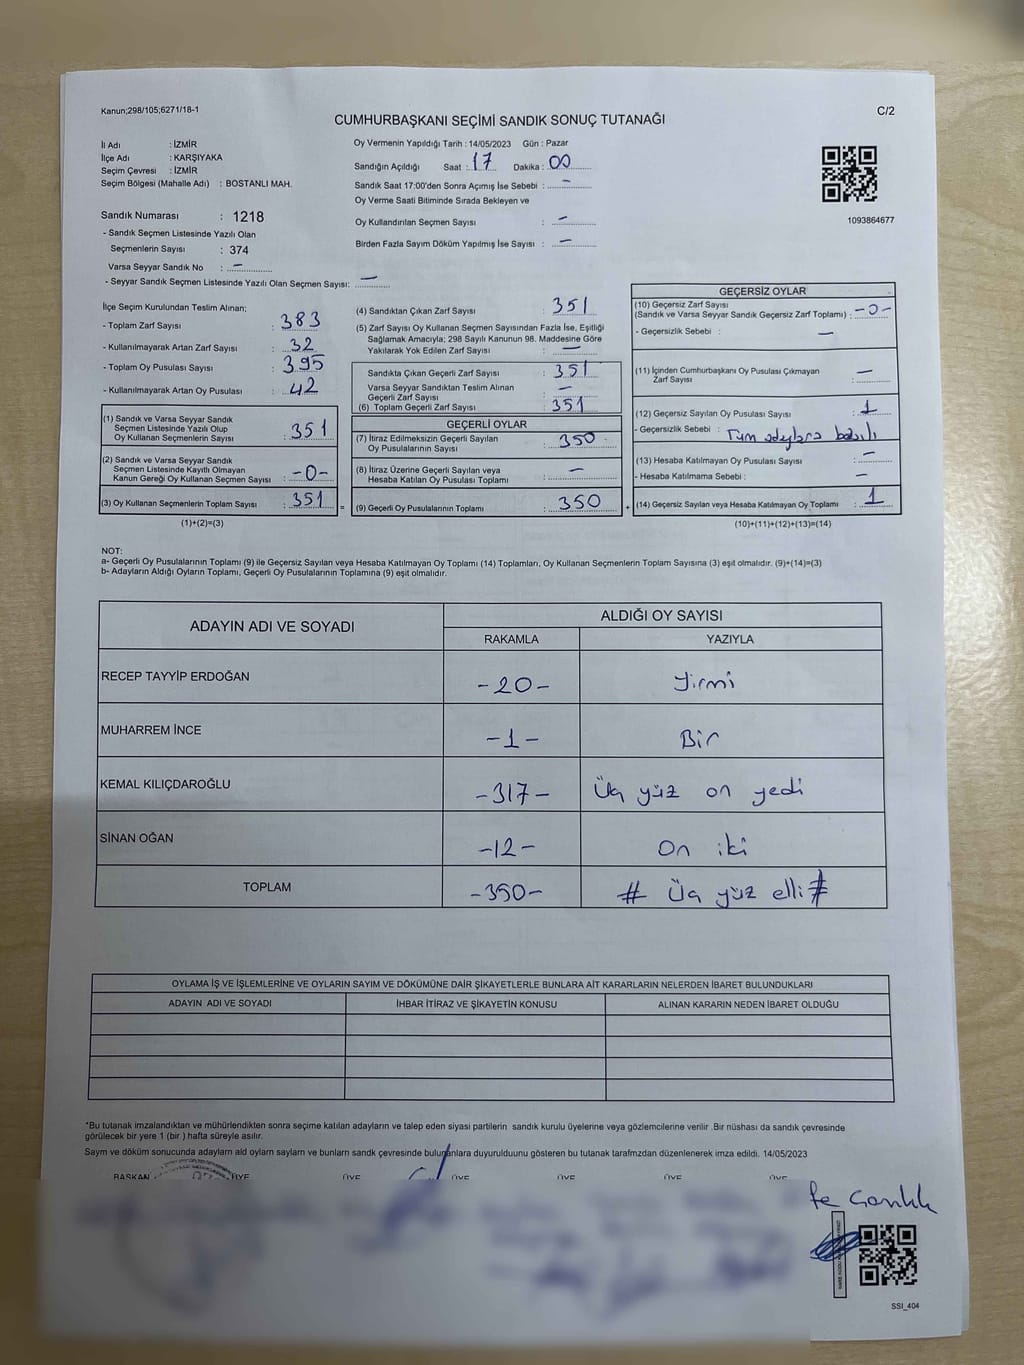 Kanun;298/105;6271/18-1
C/2
CUMHURBAŞKANI SEÇİMİ SANDIK SONUÇ TUTANAĞI
İl Adı : İZMİR
İlçe Adı : KARŞIYAKA
Seçim Çevresi : İZMİR
Seçim Bölgesi (Mahalle Adı) : BOSTANLI MAH.
Sandık Numarası : 1218
- Sandık Seçmen Listesinde Yazılı Olan
Seçmenlerin Sayısı : 374
Varsa Seyyar Sandık No : -
- Seyyar Sandık Seçmen Listesinde Yazılı Olan Seçmen Sayısı: -
Oy Vermenin Yapıldığı Tarih : 14/05/2023 Gün : Pazar
Sandığın Açıldığı Saat : 17 Dakika : 00
Sandık Saat 17:00'den Sonra Açımış İse Sebebi : -
Oy Verme Saati Bitiminde Sırada Bekleyen ve
Oy Kullandırılan Seçmen Sayısı : -
Birden Fazla Sayım Döküm Yapılmış İse Sayısı : -
1093864677
İlçe Seçim Kurulundan Teslim Alınan;
- Toplam Zarf Sayısı : 383
- Kullanılmayarak Artan Zarf Sayısı : 32
- Toplam Oy Pusulası Sayısı : 395
- Kullanılmayarak Artan Oy Pusulası : 42
(1) Sandık ve Varsa Seyyar Sandık
Seçmen Listesinde Yazılı Olup
Oy Kullanan Seçmenlerin Sayısı : 351
(2) Sandık ve Varsa Seyyar Sandık
Seçmen Listesinde Kayıtlı Olmayan
Kanun Gereği Oy Kullanan Seçmen Sayısı : -0-
(3) Oy Kullanan Seçmenlerin Toplam Sayısı : 351
(1)+(2)=(3)
(4) Sandıktan Çıkan Zarf Sayısı : 351
(5) Zarf Sayısı Oy Kullanan Seçmen Sayısından Fazla İse, Eşitliği
Sağlamak Amacıyla; 298 Sayılı Kanunun 98. Maddesine Göre
Yakılarak Yok Edilen Zarf Sayısı : -
Sandıkta Çıkan Geçerli Zarf Sayısı : 351
Varsa Seyyar Sandıktan Teslim Alınan
Geçerli Zarf Sayısı : -
(6) Toplam Geçerli Zarf Sayısı : 351
GEÇERLİ OYLAR
(7) İtiraz Edilmeksizin Geçerli Sayılan
Oy Pusulalarının Sayısı : 350
(8) İtiraz Üzerine Geçerli Sayılan veya
Hesaba Katılan Oy Pusulası Toplamı : -
= (9) Geçerli Oy Pusulalarının Toplamı : 350
GEÇERSİZ OYLAR
(10) Geçersiz Zarf Sayısı
(Sandık ve Varsa Seyyar Sandık Geçersiz Zarf Toplamı) : -0-
- Geçersizlik Sebebi : -
(11) İçinden Cumhurbaşkanı Oy Pusulası Çıkmayan
Zarf Sayısı : -
(12) Geçersiz Sayılan Oy Pusulası Sayısı : 1
- Geçersizlik Sebebi : Tüm adaylara basılı
(13) Hesaba Katılmayan Oy Pusulası Sayısı : -
- Hesaba Katılmama Sebebi : -
+ (14) Geçersiz Sayılan veya Hesaba Katılmayan Oy Toplamı : 1
(10)+(11)+(12)+(13)=(14)
NOT:
a- Geçerli Oy Pusulalarının Toplamı (9) ile Geçersiz Sayılan veya Hesaba Katılmayan Oy Toplamı (14) Toplamları, Oy Kullanan Seçmenlerin Toplam Sayısına (3) eşit olmalıdır. (9)+(14)=(3)
b- Adayların Aldığı Oyların Toplamı, Geçerli Oy Pusulalarının Toplamına (9) eşit olmalıdır.
ADAYIN ADI VE SOYADI ALDIĞI OY SAYISI
RAKAMLA YAZIYLA
RECEP TAYYİP ERDOĞAN -20- Yirmi
MUHARREM İNCE -1- Bir
KEMAL KILIÇDAROĞLU -317- Üç yüz on yedi
SİNAN OĞAN -12- On iki
TOPLAM -350- # Üç yüz elli #
OYLAMA İŞ VE İŞLEMLERİNE VE OYLARIN SAYIM VE DÖKÜMÜNE DAİR ŞİKAYETLERLE BUNLARA AİT KARARLARIN NELERDEN İBARET BULUNDUKLARI
ADAYIN ADI VE SOYADI İHBAR İTİRAZ VE ŞİKAYETİN KONUSU ALINAN KARARIN NEDEN İBARET OLDUĞU
*Bu tutanak imzalandıktan ve mühürlendikten sonra seçime katılan adayların ve talep eden siyasi partilerin sandık kurulu üyelerine veya gözlemcilerine verilir .Bir nüshası da sandık çevresinde
görülecek bir yere 1 (bir ) hafta süreyle asılır.
Sayım ve döküm sonucunda adayların ald oyların sayların ve bunların sandk çevresinde bulunanlara duyurulduunu gösteren bu tutanak tarafmzdan düzenlenerek imza edildi. 14/05/2023
BAŞKAN ÜYE ÜYE ÜYE ÜYE ÜYE ÜYE
SSI_404